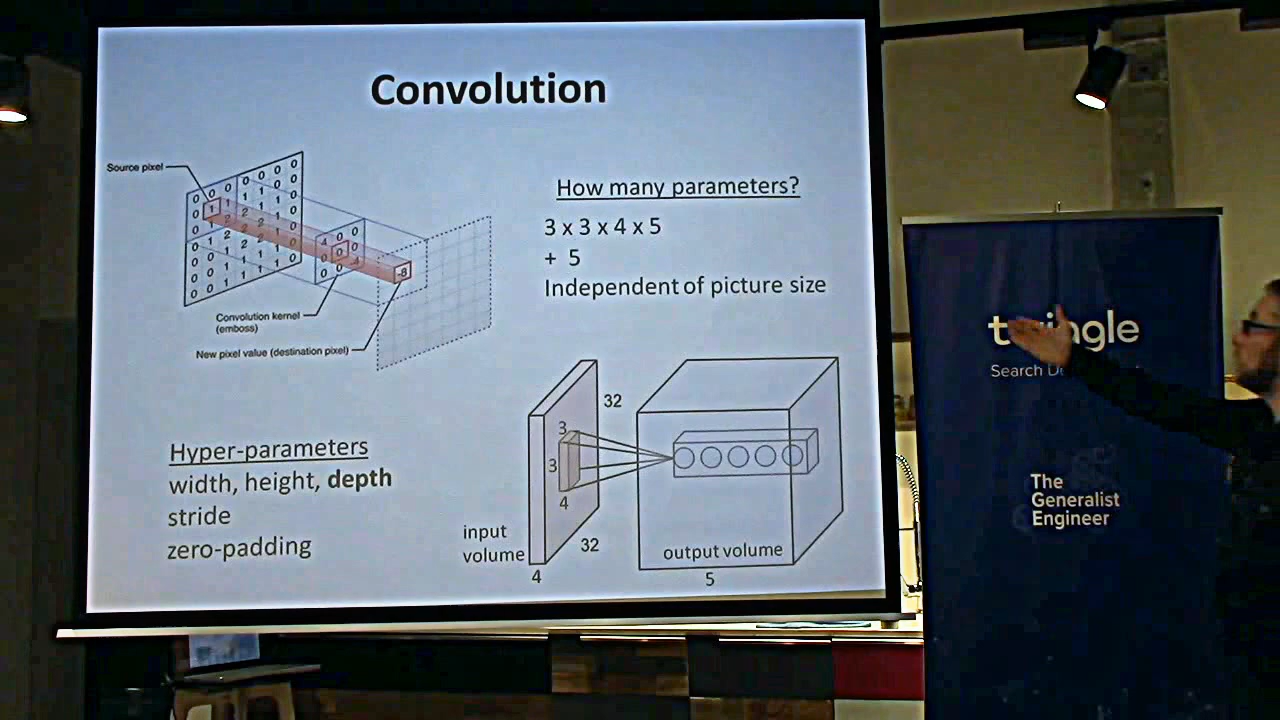 Convolution
Source pixel
Convolution kernel
(emboss)
New pixel value (destination pixel)
-8
How many parameters?
3 x 3 x 4 x 5
+ 5
Independent of picture size
Hyper-parameters
width, height, depth
stride
zero-padding
32
3
3
4
input
volume
32
4
output volume
5
Search
The
Generalist
Engineer